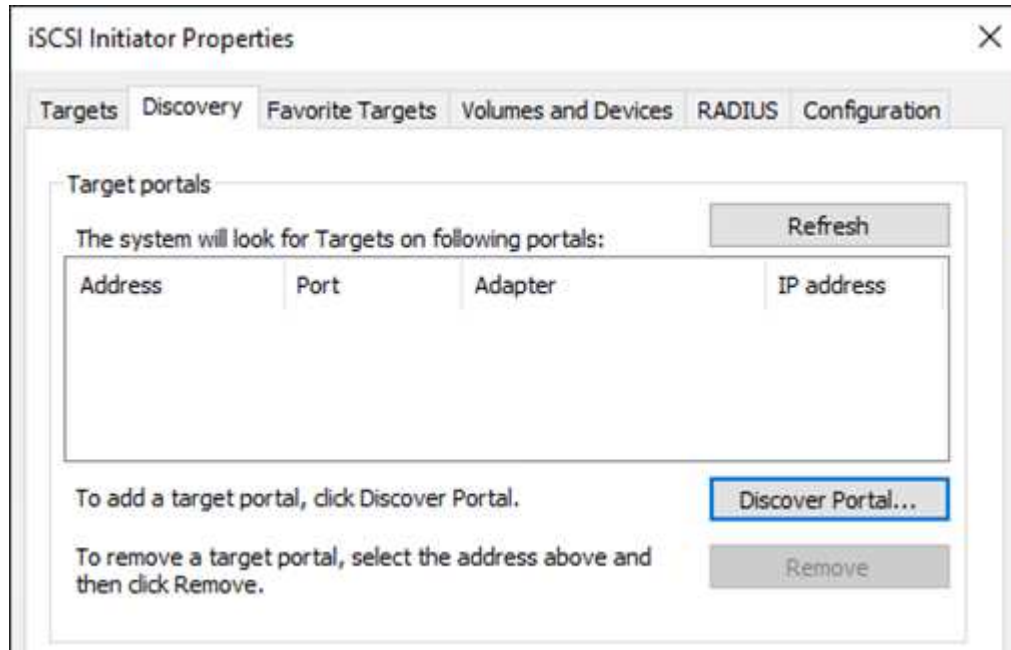 iSCSI Initiator Properties
Targets Discovery Favorite Targets Volumes and Devices RADIUS Configuration
Target portals
The system will look for Targets on following portals:
Refresh
Address Port Adapter IP address
To add a target portal, click Discover Portal.
Discover Portal...
To remove a target portal, select the address above and
then click Remove.
Remove